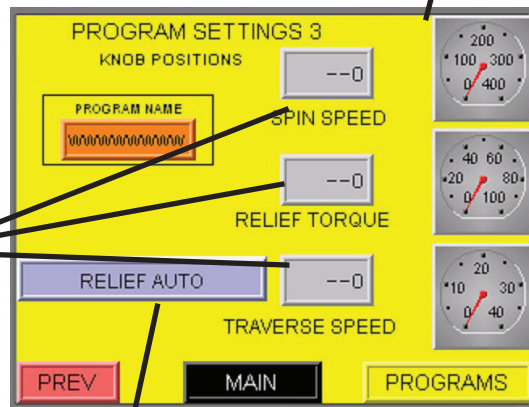 PROGRAM SETTINGS 3
KNOB POSITIONS
PROGRAM NAME
--0
SPIN SPEED
200
100 300
0 400
--0
RELIEF TORQUE
40 60
20 80
0 100
RELIEF AUTO
--0
TRAVERSE SPEED
20
10 30
0 40
PREV
MAIN
PROGRAMS